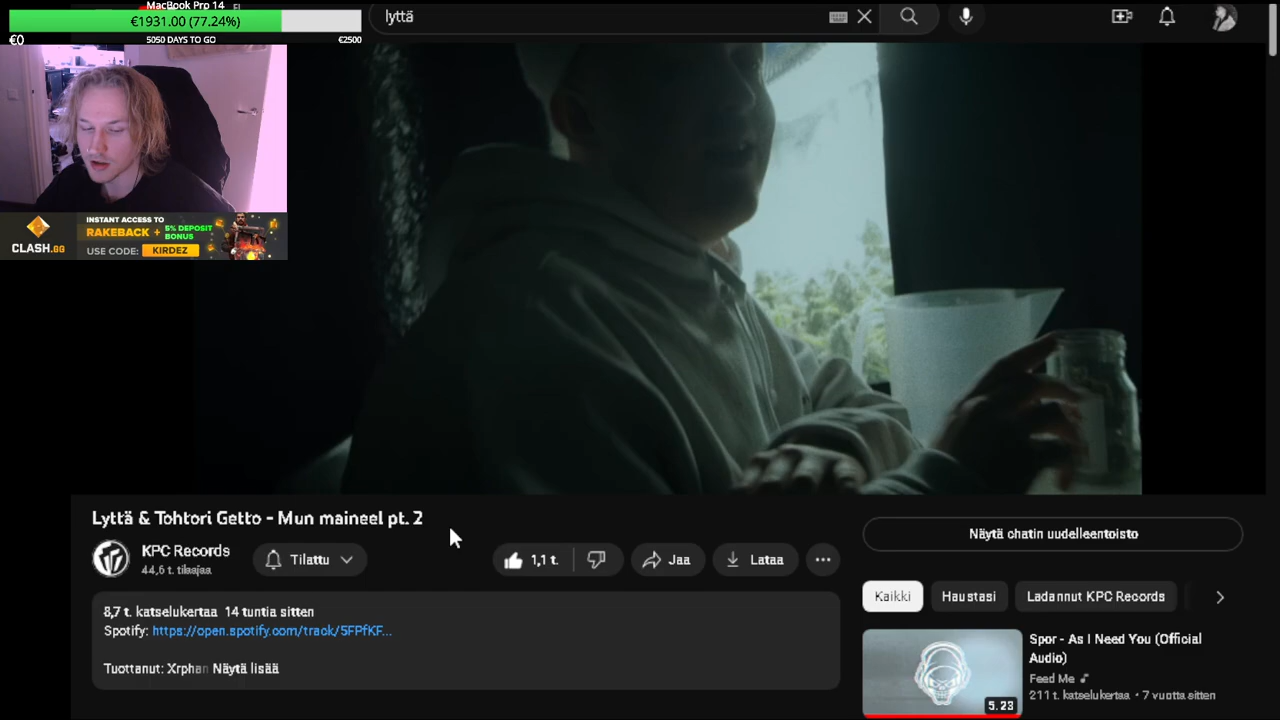 MacBook Pro 14
€1931.00 (77.24%)
€0
5050 DAYS TO GO
€2500
lyttä
INSTANT ACCESS TO
RAKEBACK + 5% DEPOSIT BONUS
CLASH.GG
USE CODE: KIRDEZ
Lyttä & Tohtori Getto - Mun maineel pt. 2
KPC Records
44,6 t. tilaajaa
Tilattu
1,1 t.
Jaa
Lataa
8,7 t. katselukertaa 14 tuntia sitten
Spotify: https://open.spotify.com/track/5FPfKF...
Tuottanut: Xrphan Näytä lisää
Näytä chatin uudelleentoisto
Kaikki
Haustasi
Ladannut KPC Records
Spor - As I Need You (Official
Audio)
Feed Me
211 t. katselukertaa • 7 vuotta sitten
5.23